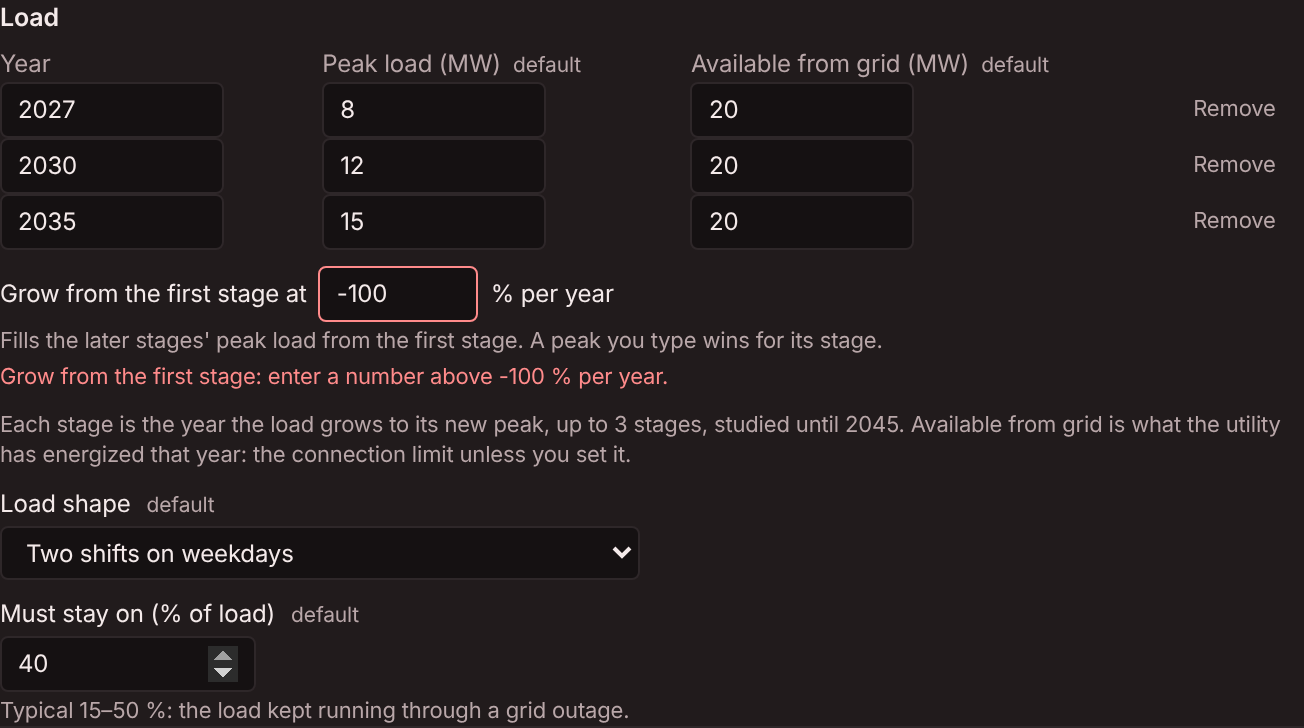 Load
Year Peak load (MW) default Available from grid (MW) default
2027 8 20 Remove
2030 12 20 Remove
2035 15 20 Remove
Grow from the first stage at -100 % per year
Fills the later stages' peak load from the first stage. A peak you type wins for its stage.
Grow from the first stage: enter a number above -100 % per year.
Each stage is the year the load grows to its new peak, up to 3 stages, studied until 2045. Available from grid is what the utility
has energized that year: the connection limit unless you set it.
Load shape default
Two shifts on weekdays
Must stay on (% of load) default
40
Typical 15–50 %: the load kept running through a grid outage.